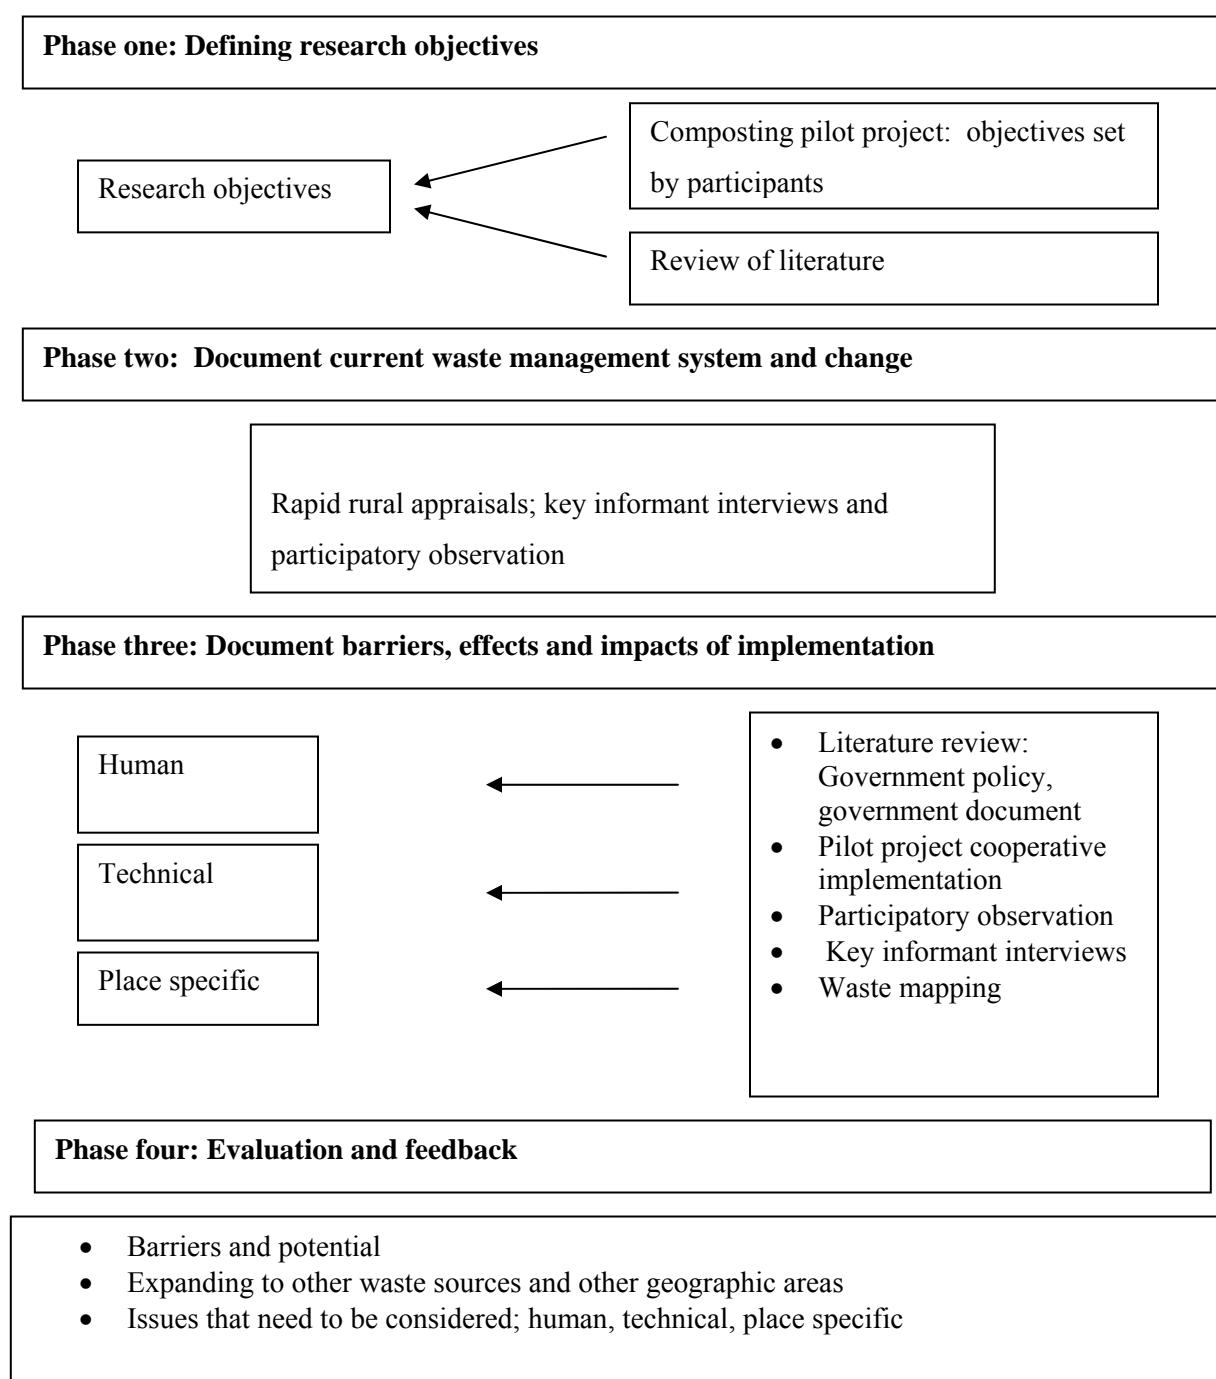 Phase one: Defining research objectives
Composting pilot project:  objectives set
by participants
Research objectives
Review of literature
Phase two:  Document current waste management system and change
Rapid rural appraisals; key informant interviews and
participatory observation
Phase three: Document barriers, effects and impacts of implementation
Human
Technical
Place specific
• Literature review:
Government policy,
government document
• Pilot project cooperative
implementation
• Participatory observation
•  Key informant interviews
• Waste mapping
Phase four: Evaluation and feedback
• Barriers and potential
• Expanding to other waste sources and other geographic areas
• Issues that need to be considered; human, technical, place specific